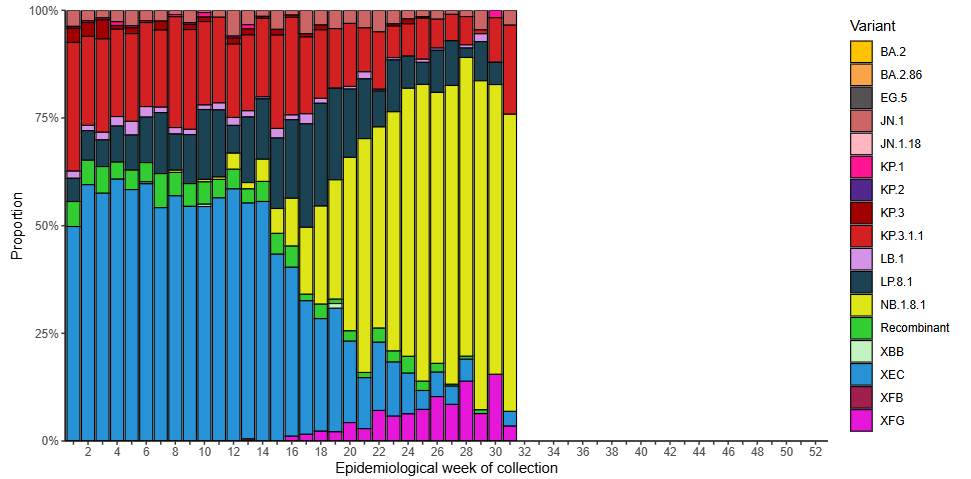 100%
75%
50%
25%
0%
Proportion
2 4 6 8 10 12 14 16 18 20 22 24 26 28 30 32 34 36 38 40 42 44 46 48 50 52
Epidemiological week of collection
Variant
BA.2
BA.2.86
EG.5
JN.1
JN.1.18
KP.1
KP.2
KP.3
KP.3.1.1
LB.1
LP.8.1
NB.1.8.1
Recombinant
XBB
XEC
XFB
XFG